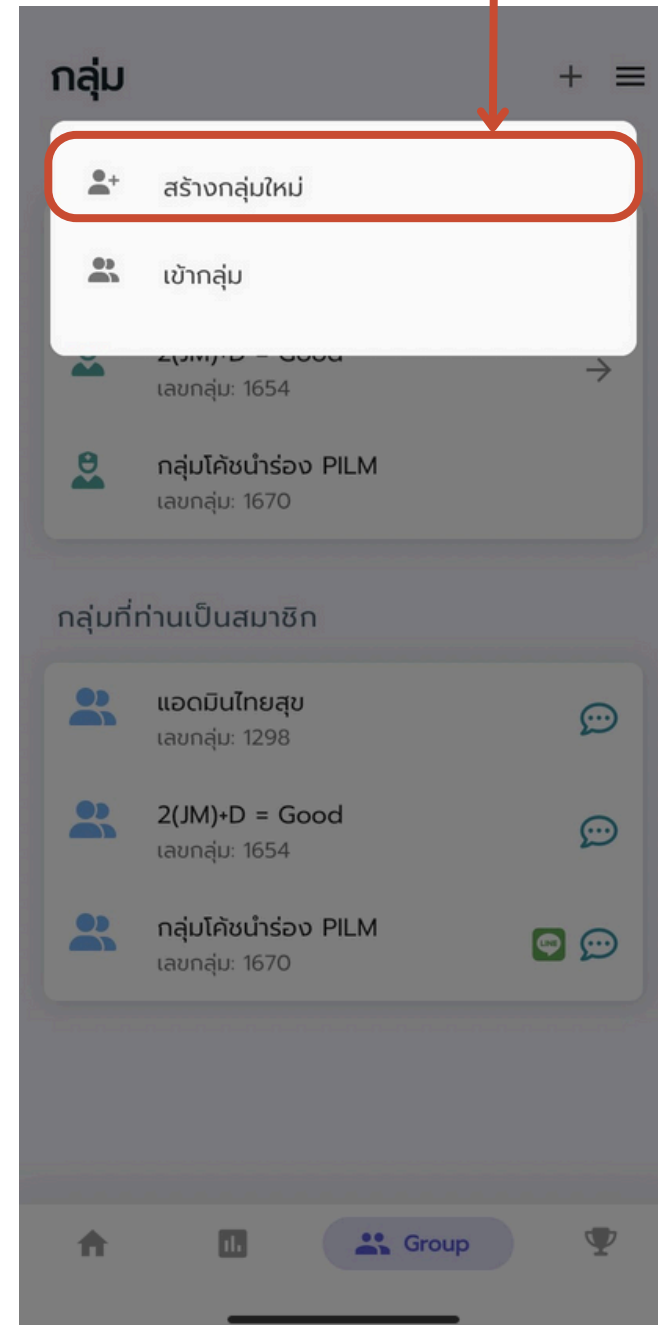 กลุ่ม
สร้างกลุ่มใหม่
เข้ากลุ่ม
2(JM)+D = Good
เลขกลุ่ม: 1654
กลุ่มโค้ชนำร่อง PILM
เลขกลุ่ม: 1670
กลุ่มที่ท่านเป็นสมาชิก
แอดมินไทยสุข
เลขกลุ่ม: 1298
2(JM)+D = Good
เลขกลุ่ม: 1654
กลุ่มโค้ชนำร่อง PILM
LINE
เลขกลุ่ม: 1670
Group